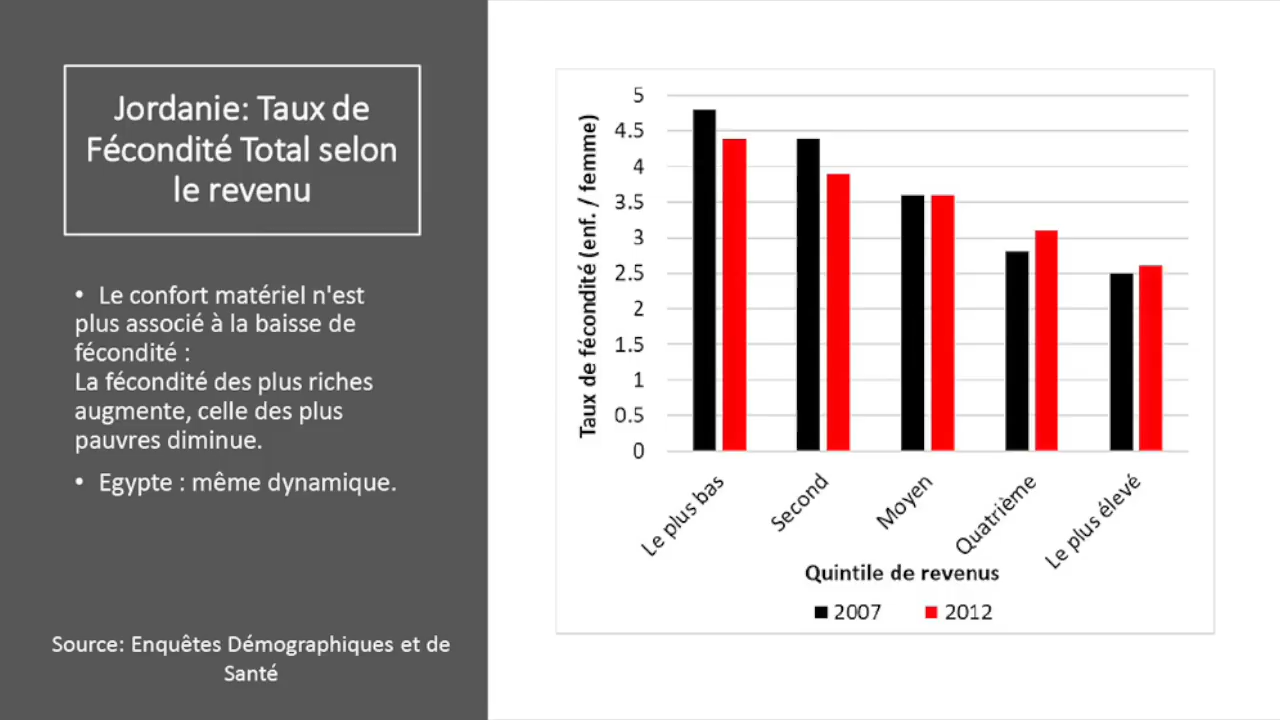 Jordanie: Taux de
Fécondité Total selon
le revenu
• Le confort matériel n'est
plus associé à la baisse de
fécondité :
La fécondité des plus riches
augmente, celle des plus
pauvres diminue.
• Egypte : même dynamique.
Source: Enquêtes Démographiques et de
Santé
Taux de fécondité (enf. / femme)
5
4.5
4
3.5
3
2.5
2
1.5
1
0.5
0
Le plus bas
Second
Moyen
Quatrième
Le plus élevé
Quintile de revenus
2007
2012